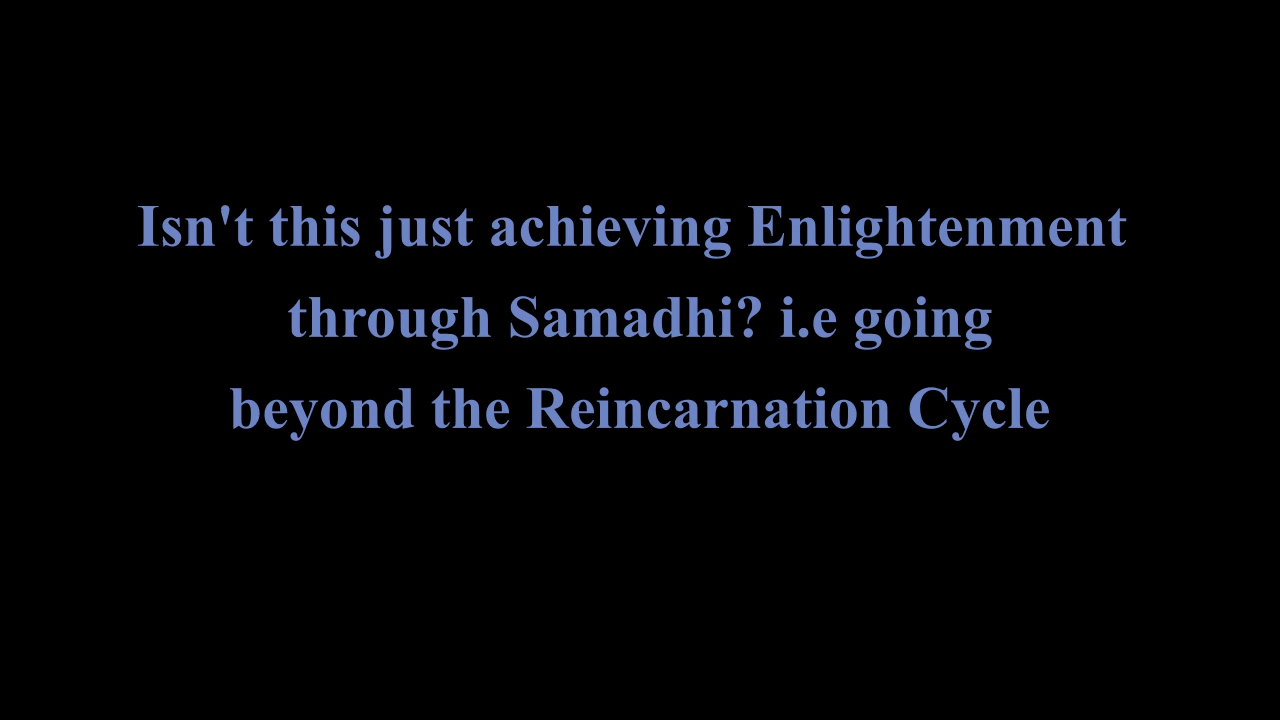 Isn't this just achieving Enlightenment
through Samadhi? i.e going
beyond the Reincarnation Cycle